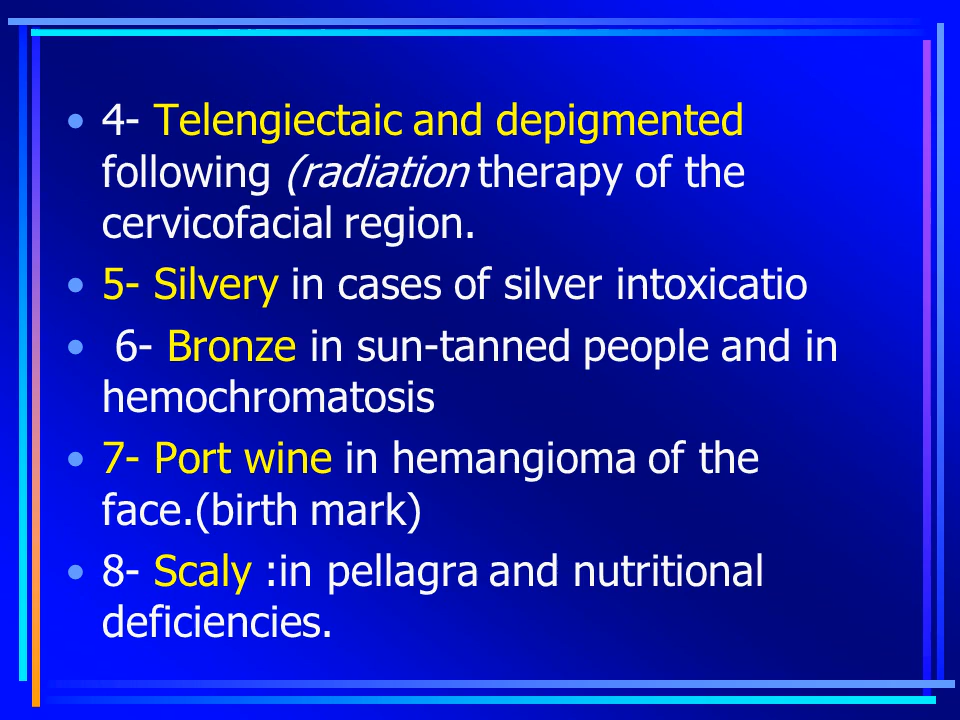 • 4- Telengiectaic and depigmented
following (radiation therapy of the
cervicofacial region.
• 5- Silvery in cases of silver intoxicatio
• 6- Bronze in sun-tanned people and in
hemochromatosis
• 7- Port wine in hemangioma of the
face.(birth mark)
• 8- Scaly :in pellagra and nutritional
deficiencies.